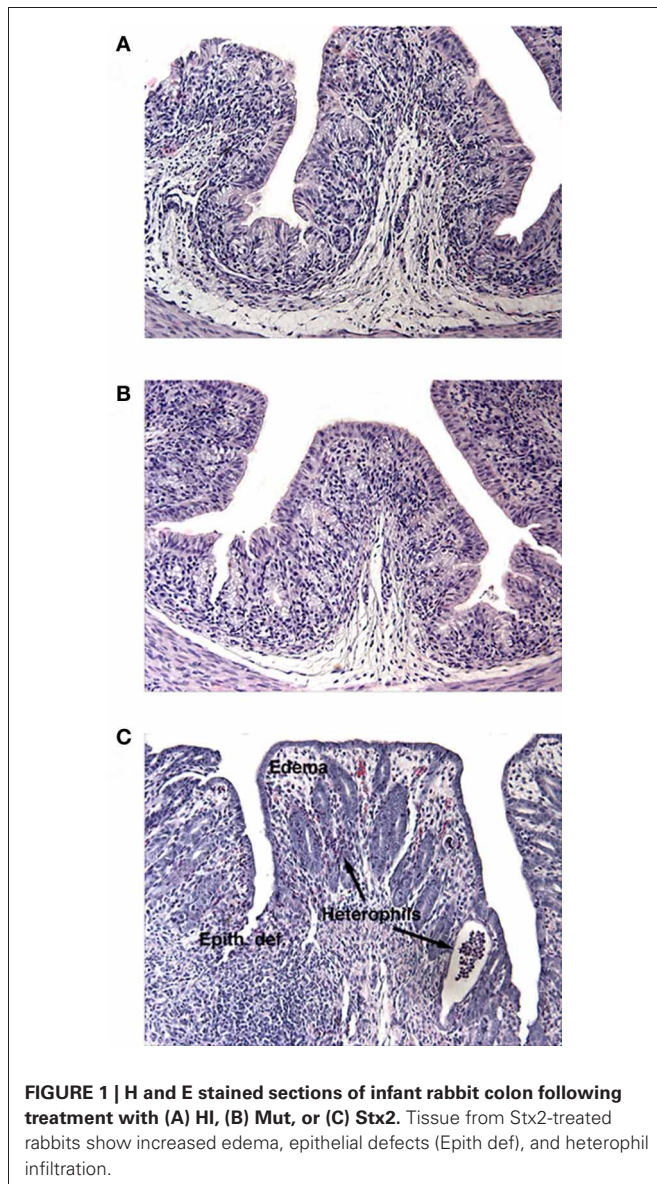 A
B
C
Edema
Heterophils
Epith. def.
FIGURE 1 | H and E stained sections of infant rabbit colon following
treatment with (A) HI, (B) Mut, or (C) Stx2. Tissue from Stx2-treated
rabbits show increased edema, epithelial defects (Epith def), and heterophil
infiltration.